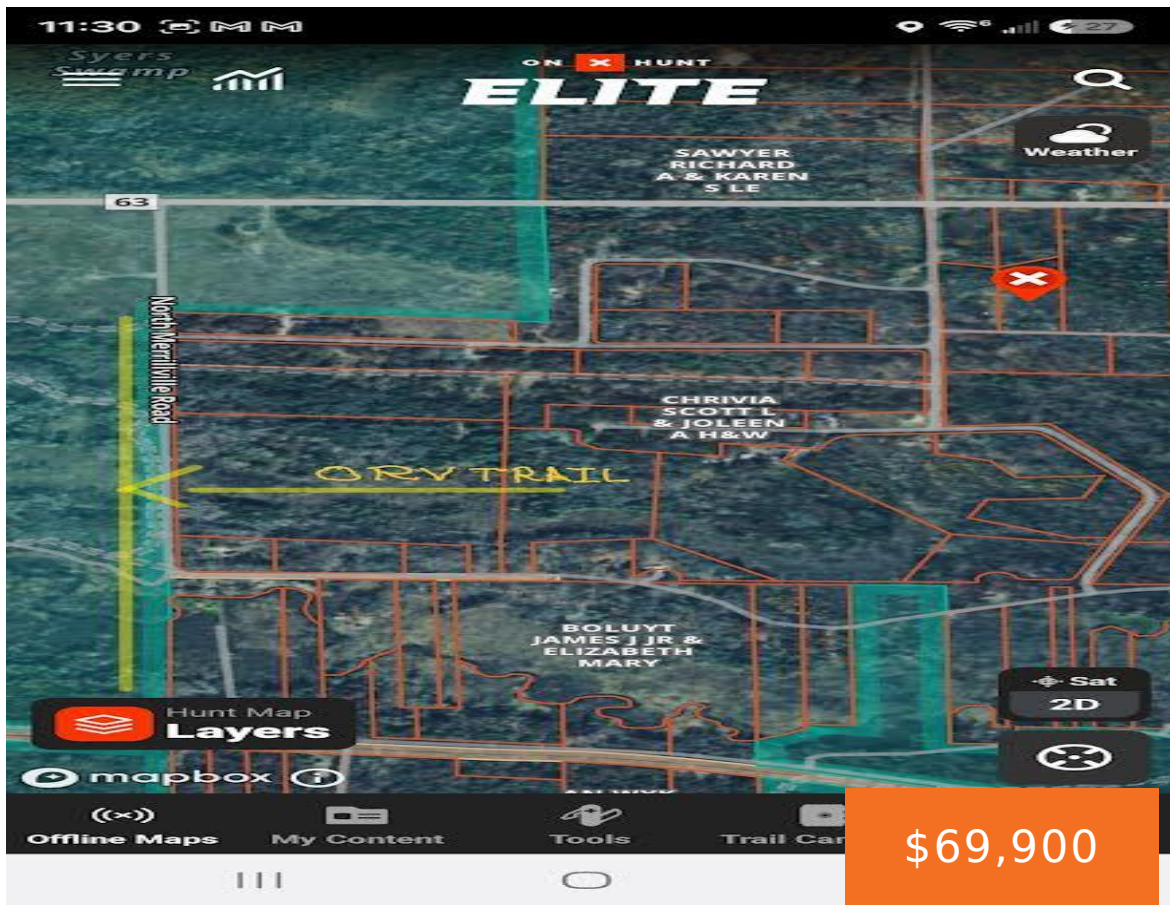 11:30
27
Syers
Swamp
ON X HUNT
ELITE
Weather
SAWYER
RICHARD
A & KAREN
S LE
63
North Merrillville Road
CHRIVIA
SCOTT L
& JOLEEN
A H&W
ORV TRAIL
BOLUYT
JAMES J JR &
ELIZABETH
MARY
Sat
2D
Hunt Map
Layers
mapbox
Offline Maps
My Content
Tools
Trail
$69,900